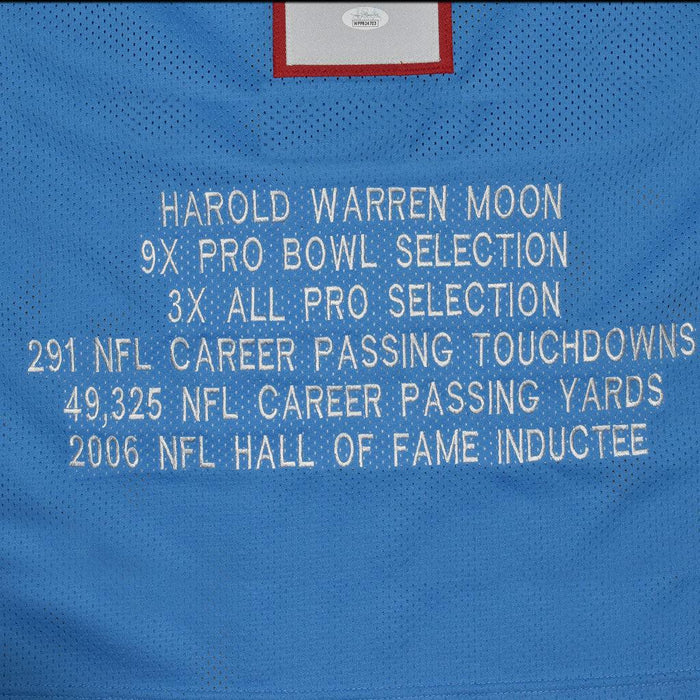 HAROLD WARREN MOON
9X PRO BOWL SELECTION
3X ALL PRO SELECTION
291 NFL CAREER PASSING TOUCHDOWNS
49,325 NFL CAREER PASSING YARDS
2006 NFL HALL OF FAME INDUCTEE